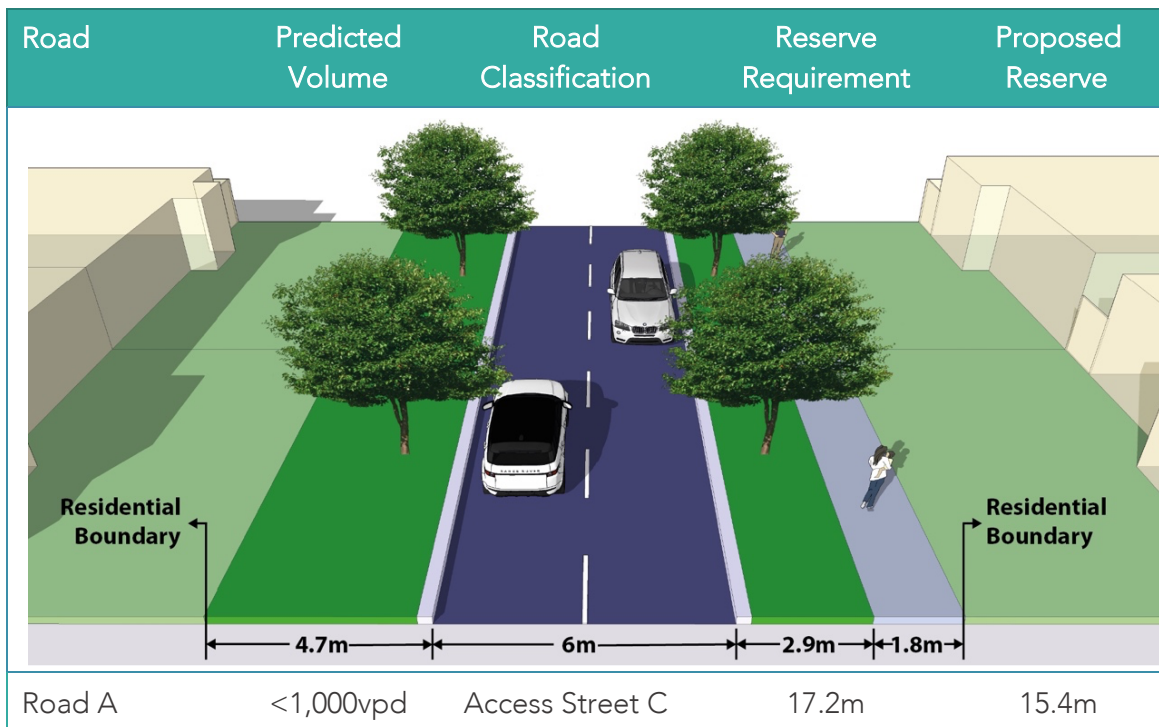 Road
Predicted
Volume
Road
Classification
Reserve
Requirement
Proposed
Reserve
Residential
Boundary
Residential
Boundary
4.7m
6m
2.9m
1.8m
Road A
<1,000vpd
Access Street C
17.2m
15.4m